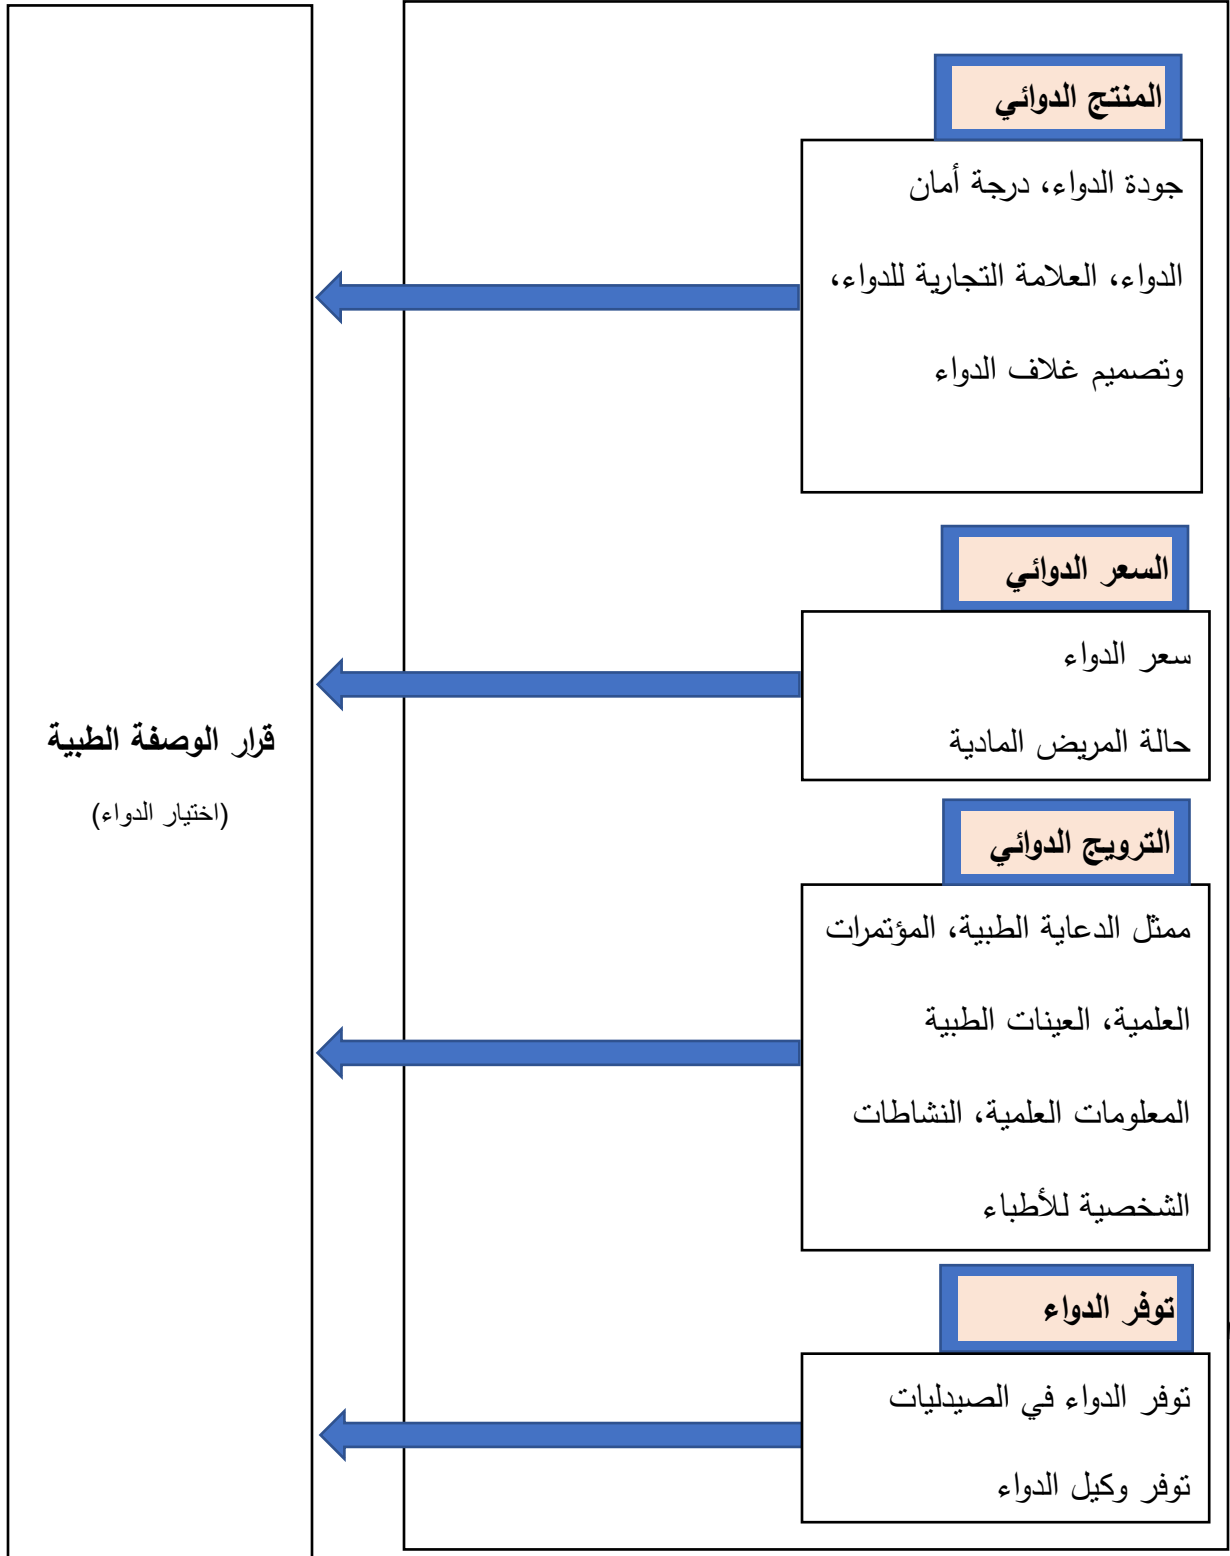 المنتج الدوائي
جودة الدواء، درجة أمان
الدواء، العلامة التجارية للدواء،
وتصميم غلاف الدواء
السعر الدوائي
سعر الدواء
حالة المريض المادية
الترويج الدوائي
ممثل الدعاية الطبية، المؤتمرات
العلمية، العينات الطبية
المعلومات العلمية، النشاطات
الشخصية للأطباء
توفر الدواء
توفر الدواء في الصيدليات
توفر وكيل الدواء
قرار الوصفة الطبية
(اختيار الدواء)